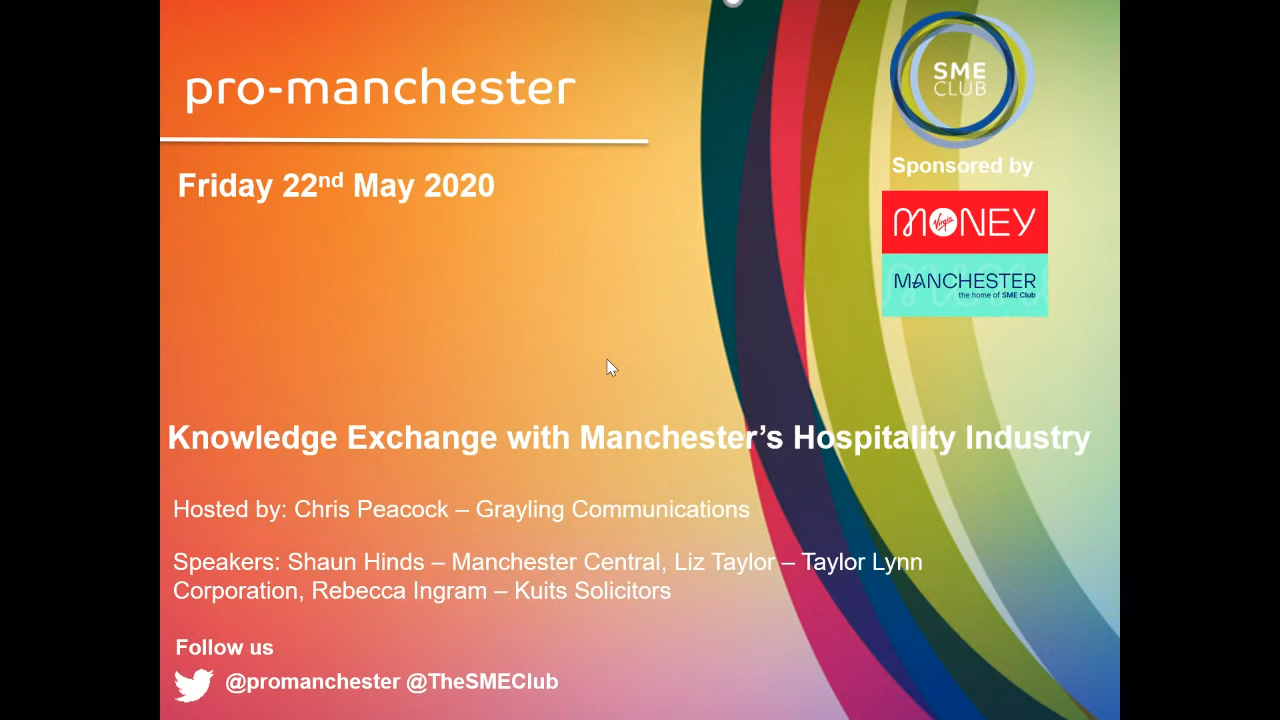 pro-manchester
SME
CLUB
Sponsored by
Virgin
MONEY
MANCHESTER
the home of SME Club
Friday 22nd May 2020
Knowledge Exchange with Manchester’s Hospitality Industry
Hosted by: Chris Peacock – Grayling Communications
Speakers: Shaun Hinds – Manchester Central, Liz Taylor – Taylor Lynn
Corporation, Rebecca Ingram – Kuits Solicitors
Follow us
@promanchester @TheSMEClub